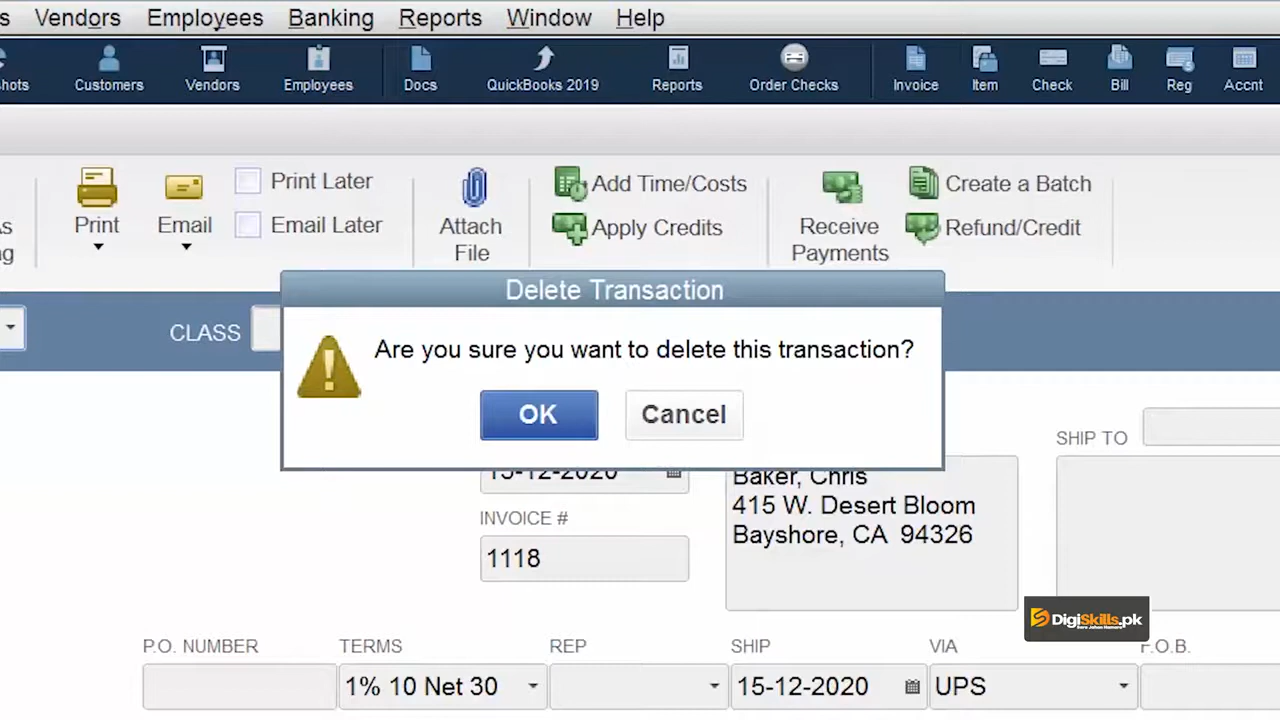 s Vendors Employees Banking Reports Window Help
hots Customers Vendors Employees Docs QuickBooks 2019 Reports Order Checks Invoice Item Check Bill Reg Accnt
Print Later Add Time/Costs Create a Batch
Print Email Email Later Attach File Apply Credits Receive Payments Refund/Credit
Delete Transaction
CLASS
Are you sure you want to delete this transaction?
OK Cancel
SHIP TO
15-12-2020 Baker, Chris
415 W. Desert Bloom
INVOICE #
Bayshore, CA 94326
1118
DigiSkills.pk
P.O. NUMBER TERMS REP SHIP VIA F.O.B.
1% 10 Net 30 15-12-2020 UPS